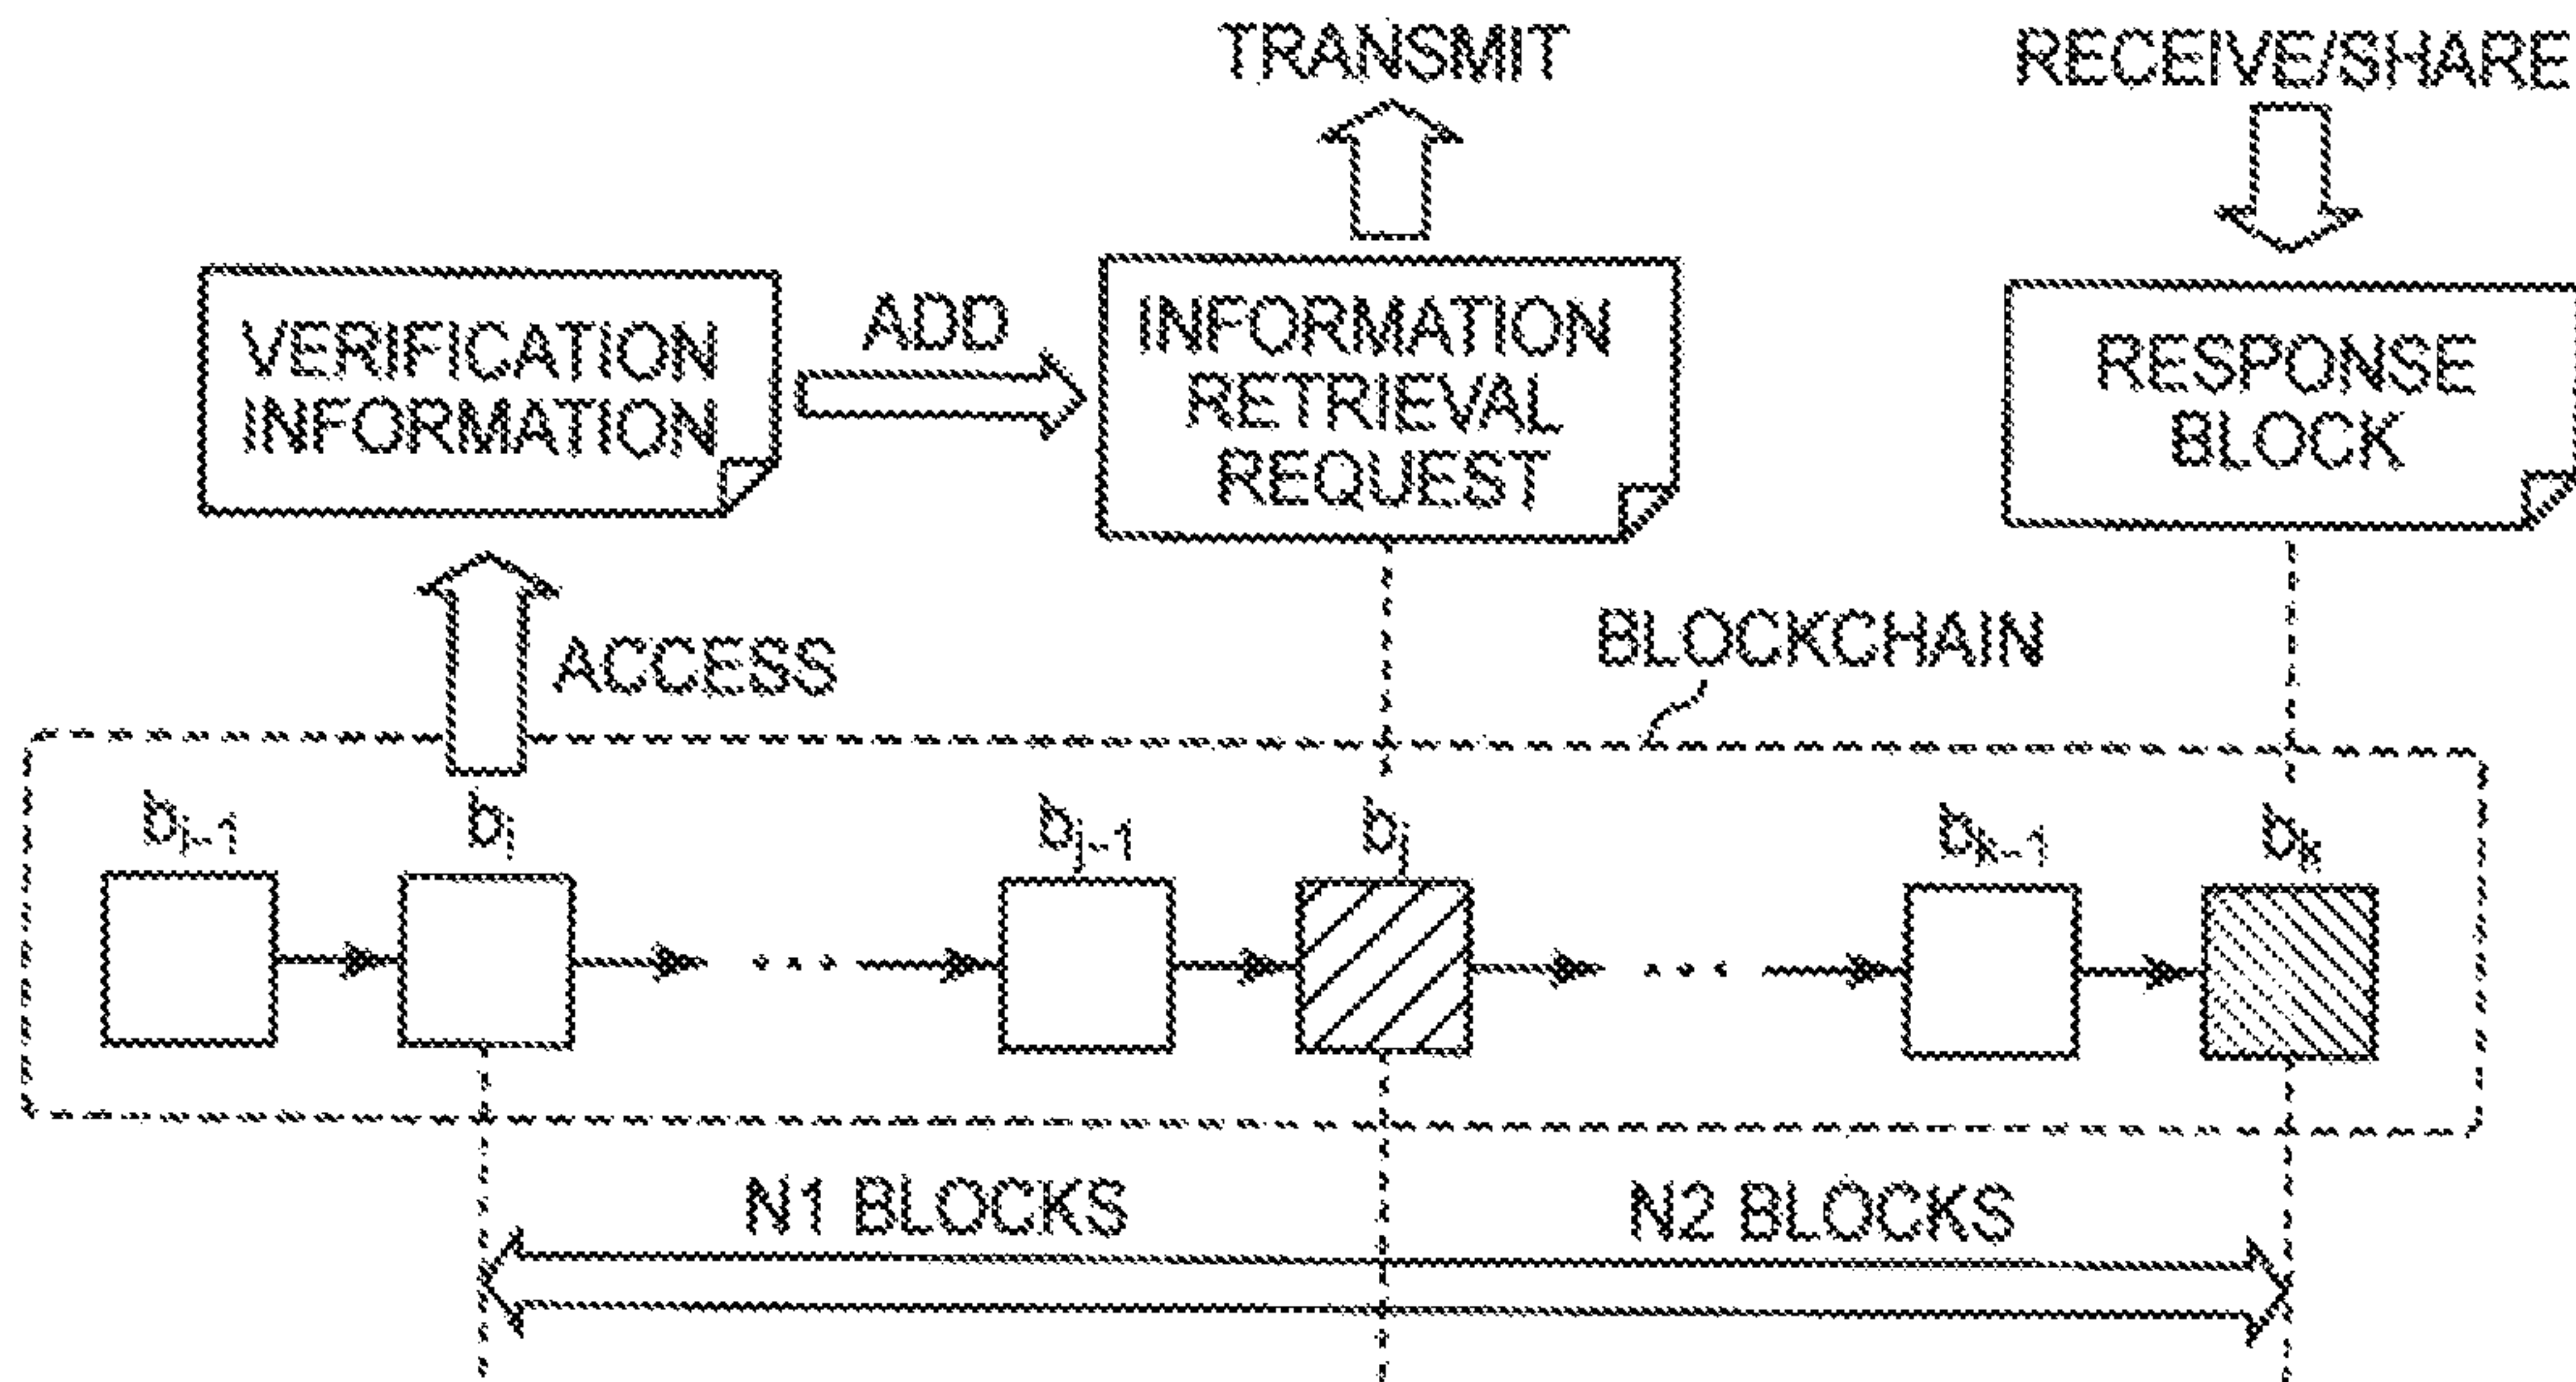 TRANSMIT
RECEIVE/SHARE
VERIFICATION
INFORMATION
ADD
INFORMATION
RETRIEVAL
REQUEST
RESPONSE
BLOCK
ACCESS
BLOCKCHAIN
bi-1
bi
bj-1
bj
bk-1
bk
N1 BLOCKS
N2 BLOCKS